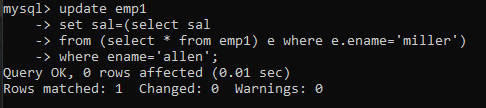 mysql> update emp1
    -> set sal=(select sal
    -> from (select * from emp1) e where e.ename='miller')
    -> where ename='allen';
Query OK, 0 rows affected (0.01 sec)
Rows matched: 1  Changed: 0  Warnings: 0